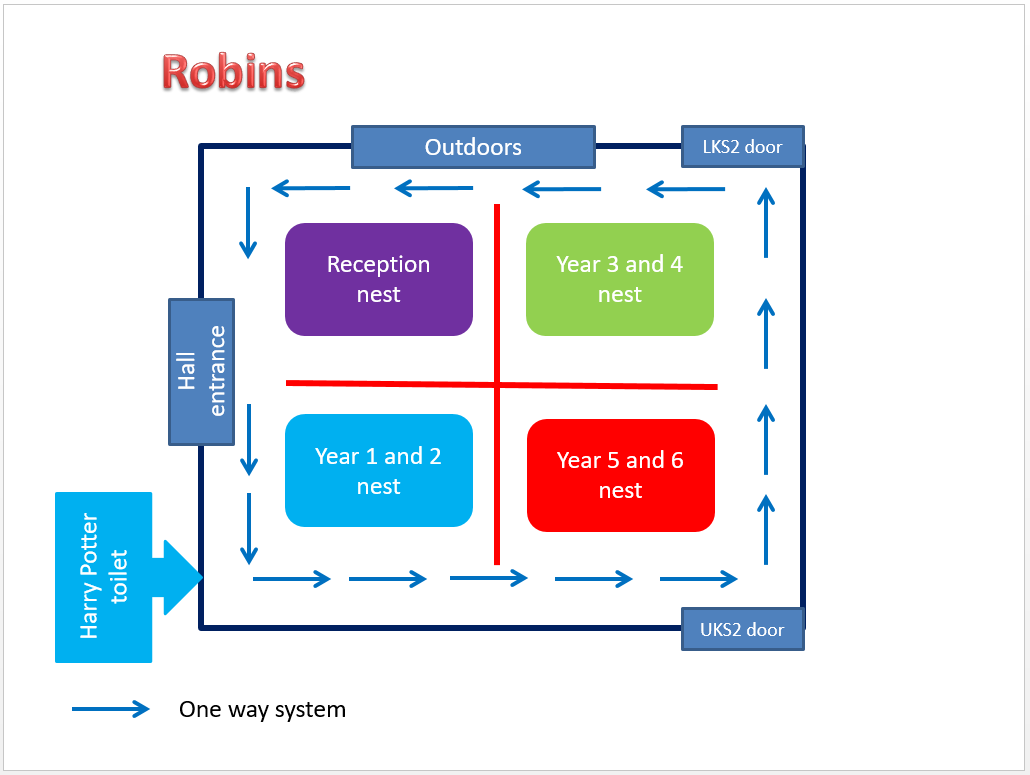 Robins
Outdoors
LKS2 door
Reception
nest
Year 3 and 4
nest
Hall
entrance
Year 1 and 2
nest
Year 5 and 6
nest
Harry Potter
toilet
UKS2 door
One way system